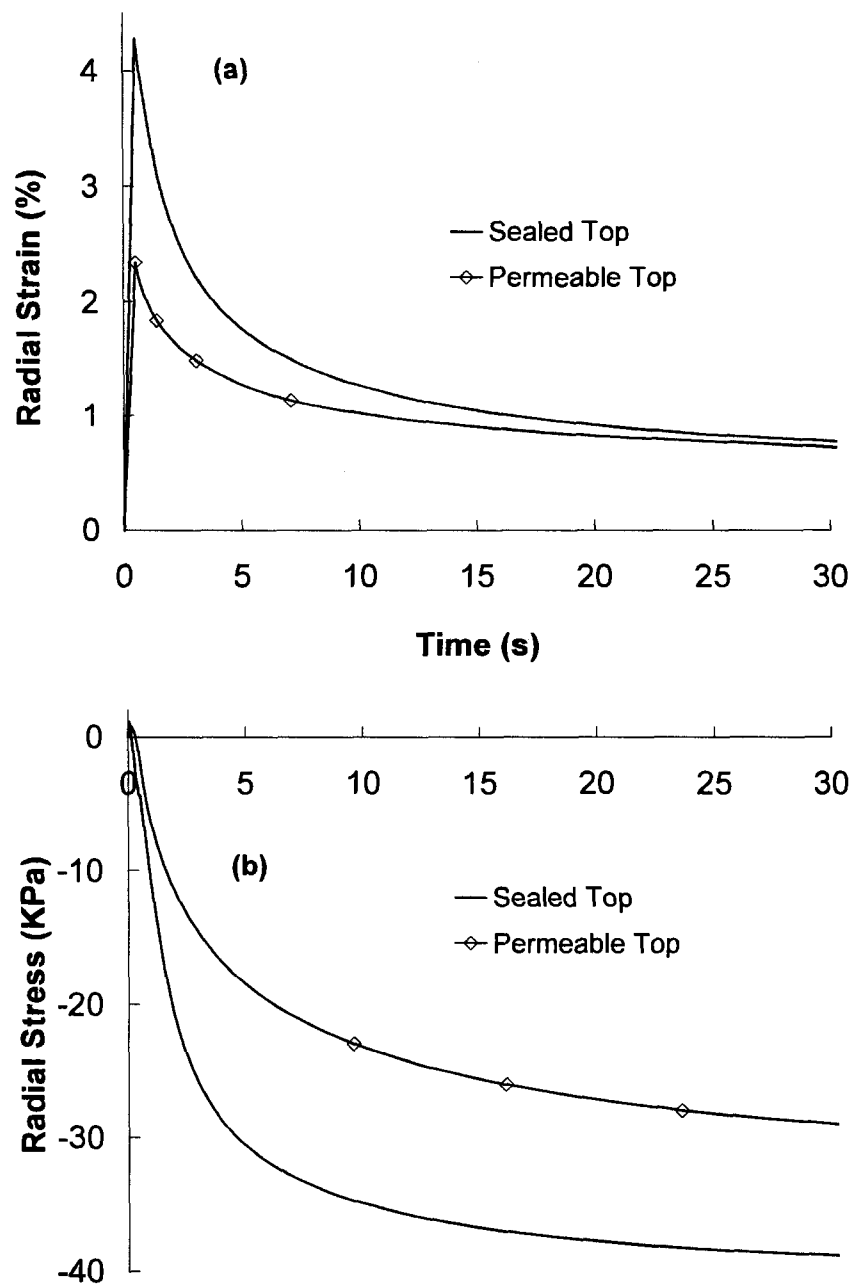 (a)
4
3
2
1
0
Radial Strain (%)
Sealed Top
Permeable Top
0 5 10 15 20 25 30
Time (s)
0
-10
-20
-30
-40
Radial Stress (KPa)
0 5 10 15 20 25 30
(b)
Sealed Top
Permeable Top